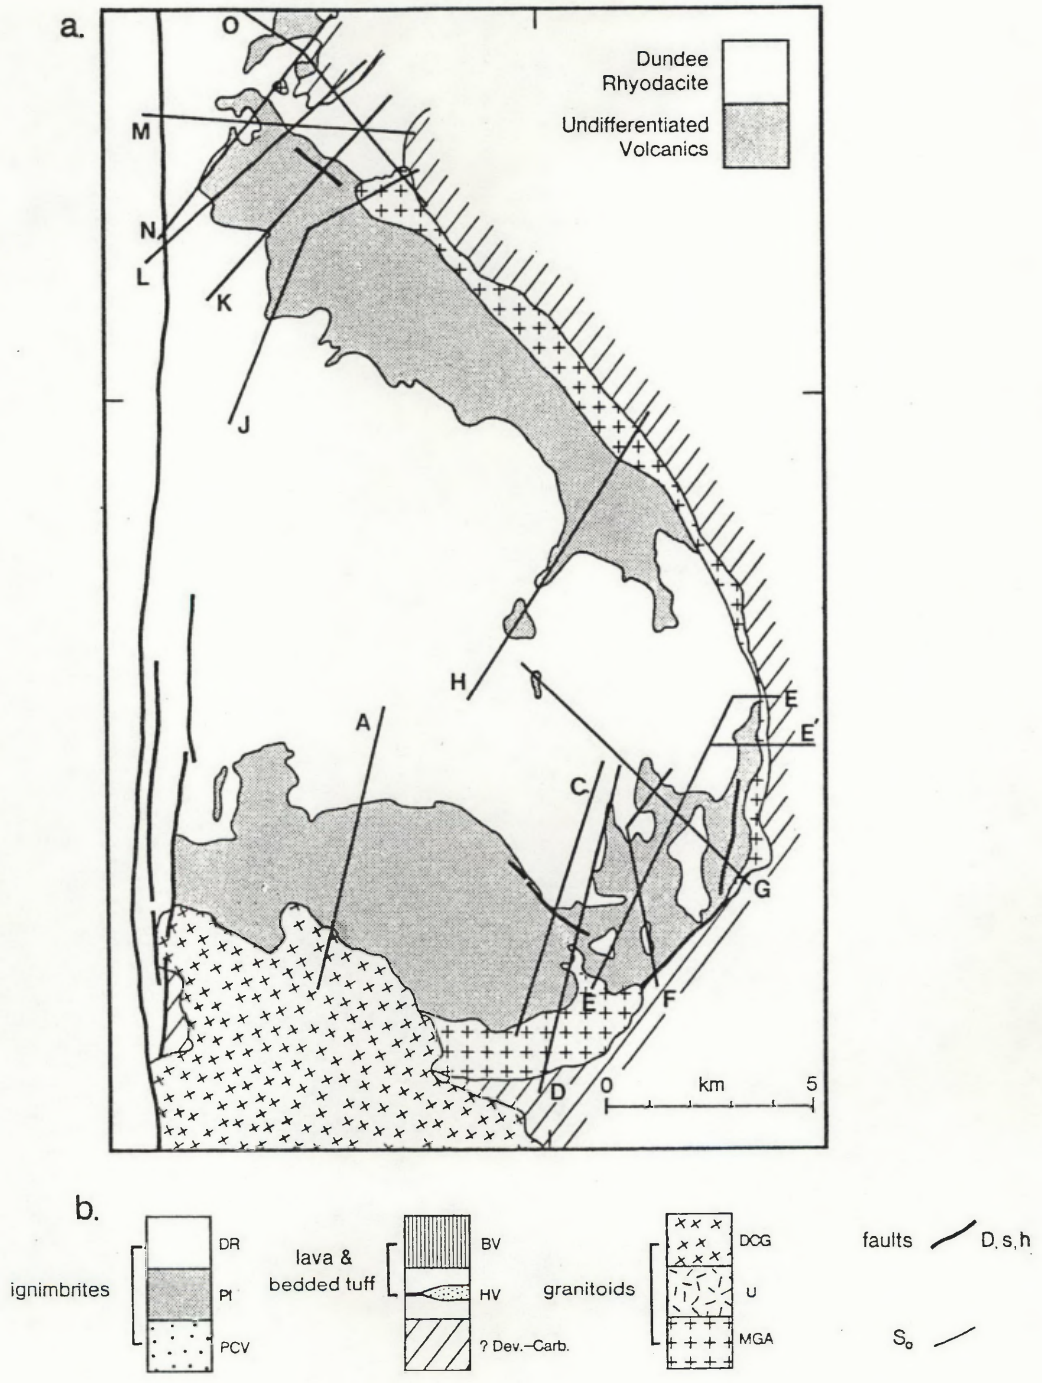 a.
O
Dundee
Rhyodacite
Undifferentiated
Volcanics
M
N
L
K
J
H
A
E
E'
C
G
E
F
D
0 km 5
b.
ignimbrites
DR
PI
PCV
lava &
bedded tuff
BV
HV
? Dev.-Carb.
granitoids
DCG
U
MGA
faults D, s, h
So